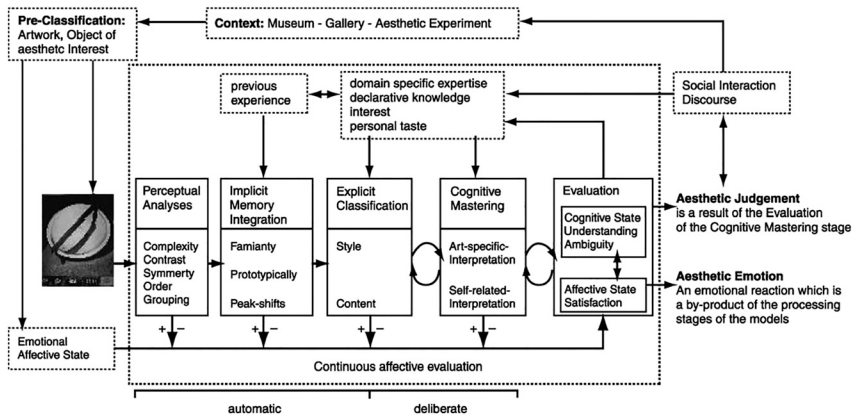 Pre-Classification:
Artwork, Object of
aesthetc Interest
Context: Museum - Gallery - Aesthetic Experiment
previous
experience
domain specific expertise
declarative knowledge
interest
personal taste
Social Interaction
Discourse
Perceptual
Analyses
Complexity
Contrast
Symmerty
Order
Grouping
Implicit
Memory
Integration
Famianty
Prototypically
Peak-shifts
Explicit
Classification
Style
Content
Cognitive
Mastering
Art-specific-
Interpretation
Self-related-
Interpretation
Evaluation
Cognitive State
Understanding
Ambiguity
Affective State
Satisfaction
Aesthetic Judgement
is a result of the Evaluation
of the Cognitive Mastering stage
Aesthetic Emotion
An emotional reaction which is
a by-product of the processing
stages of the models
+ −
+ −
+ −
+ −
Emotional
Affective State
Continuous affective evaluation
automatic
deliberate